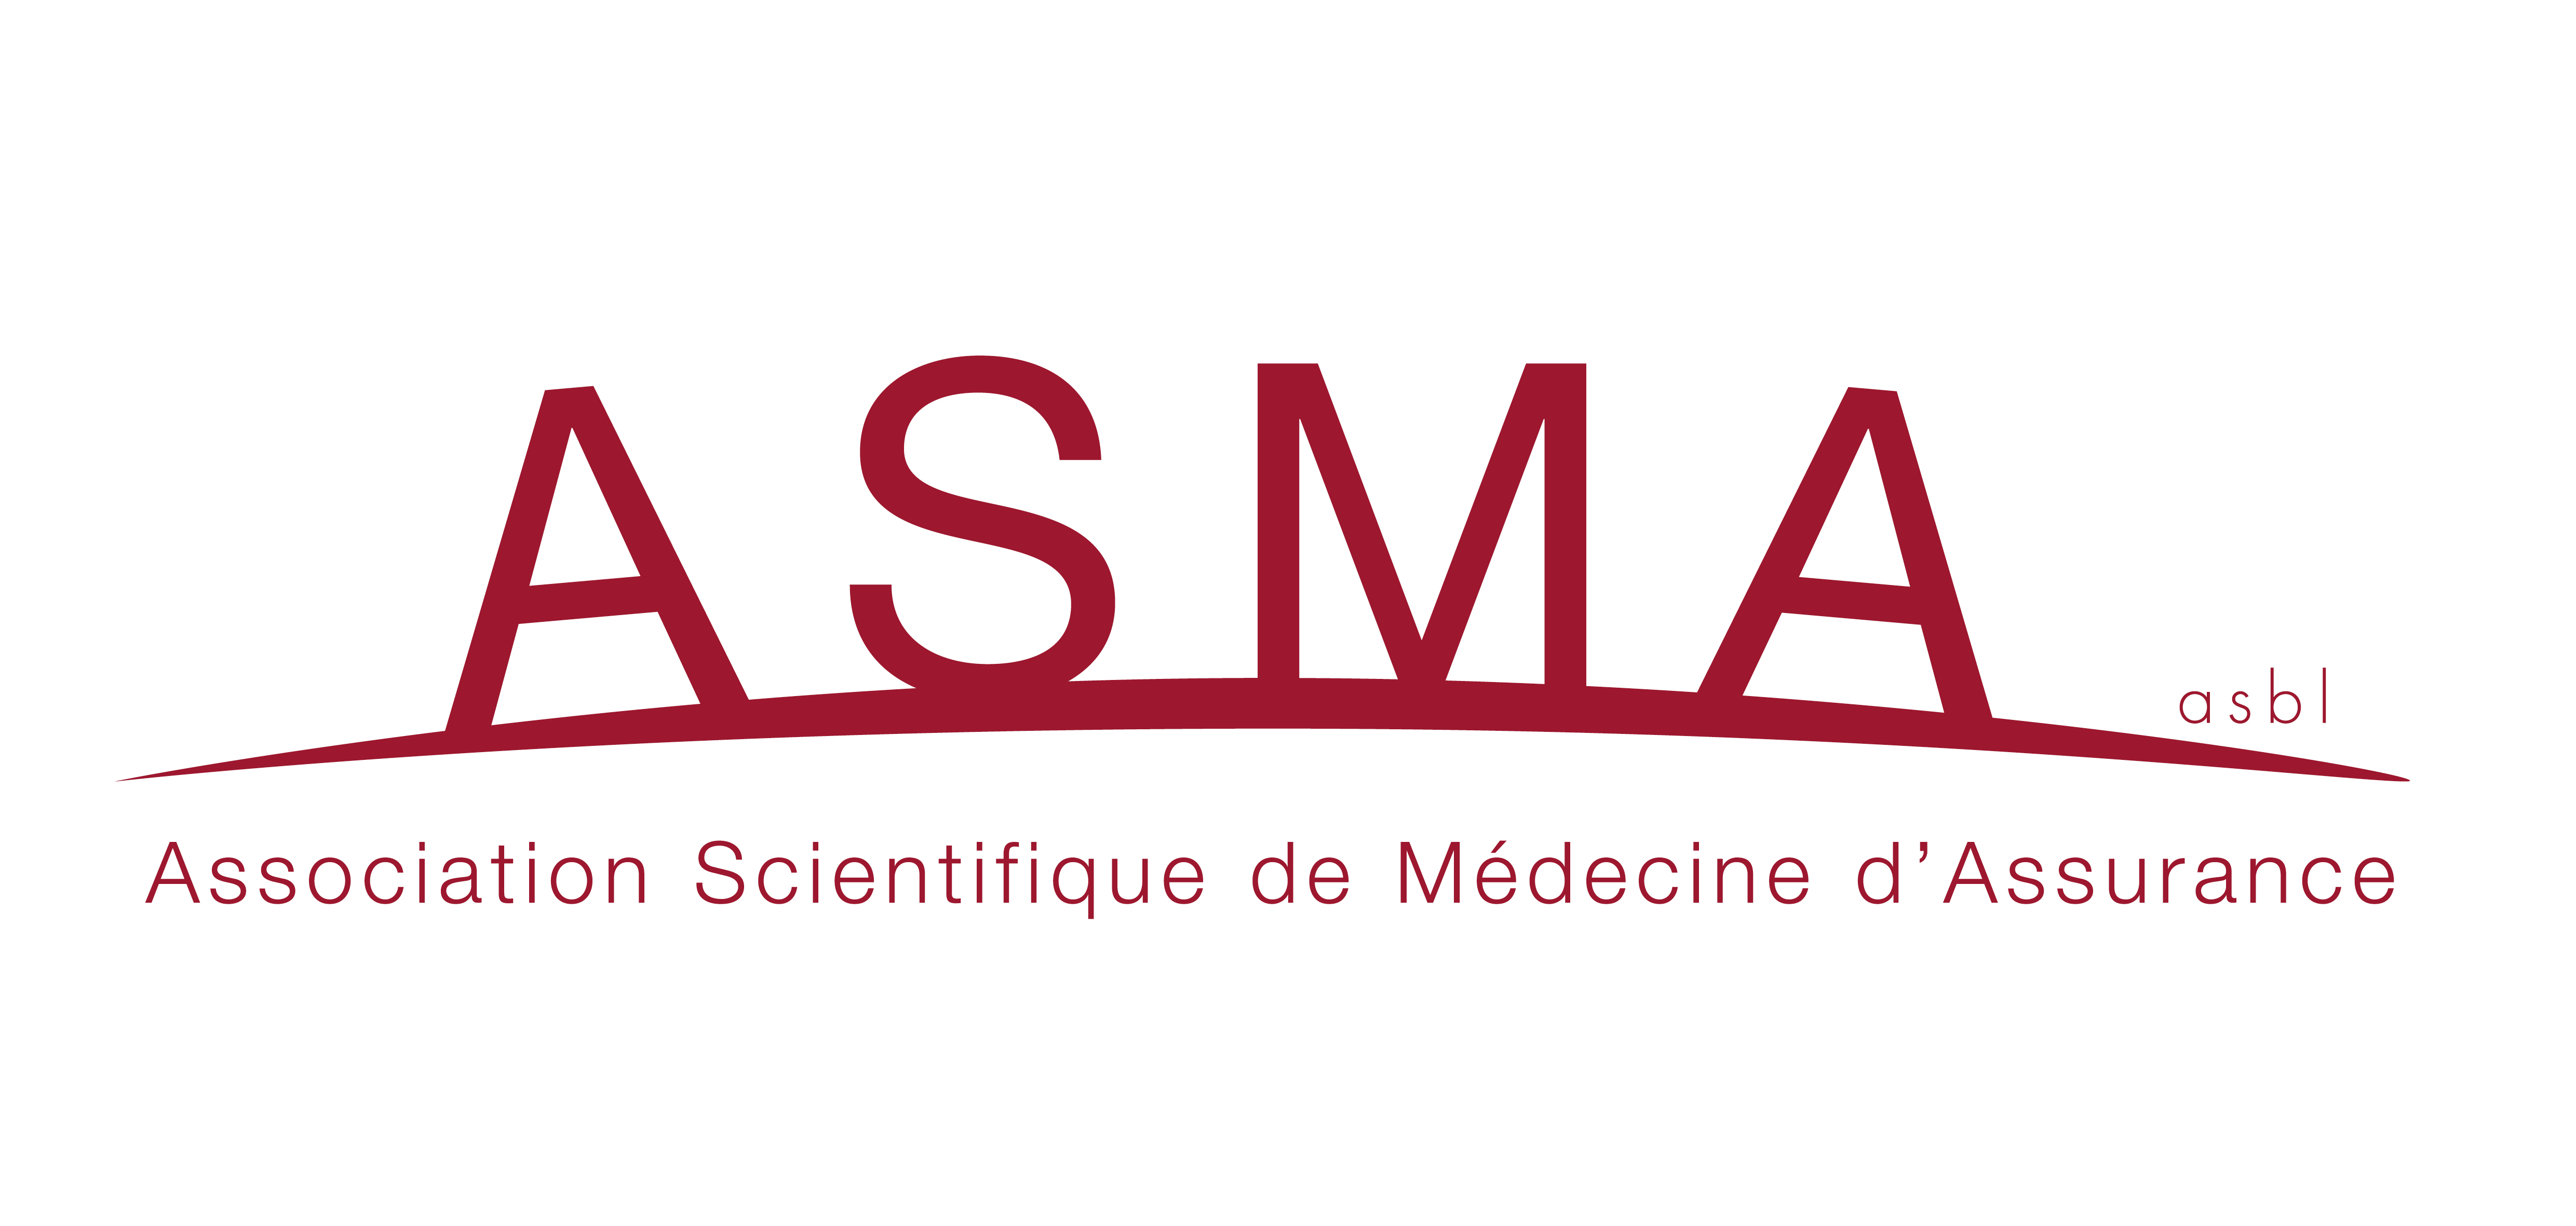 ASMA
asbl
Association Scientifique de Médecine d’Assurance